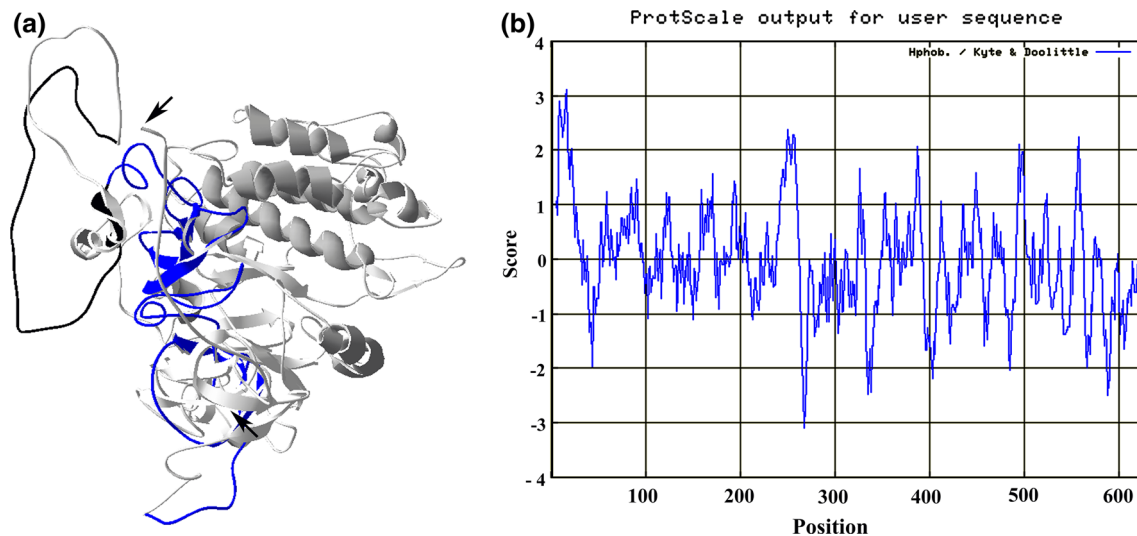 (a)
(b)
ProtScale output for user sequence
Hphob. / Kyte & Doolittle
4
3
2
1
0
-1
-2
-3
-4
Score
100
200
300
400
500
600
Position